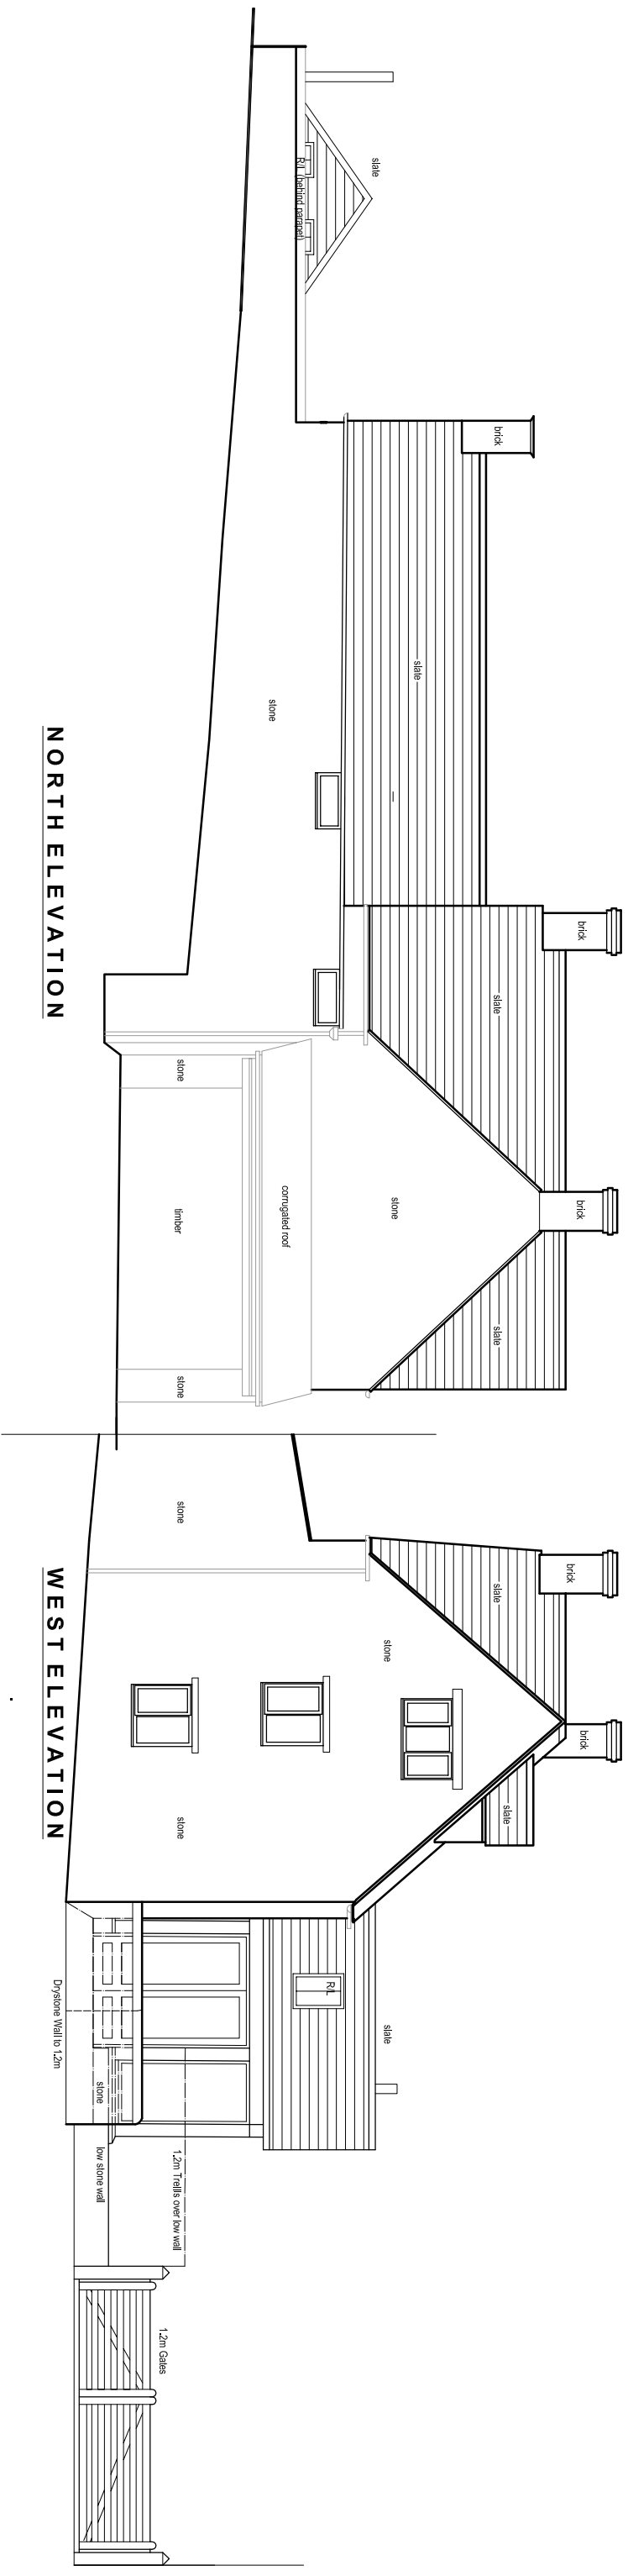 slate
R/L (behind parapet)
brick
slate
stone
NORTH ELEVATION
brick
slate
stone
timber
corrugated roof
stone
brick
slate
stone
stone
brick
slate
stone
WEST ELEVATION
brick
slate
stone
R/L
slate
Drystone Wall to 1.2m
stone
low stone wall
1.2m Trellis over low wall
1.2m Gates